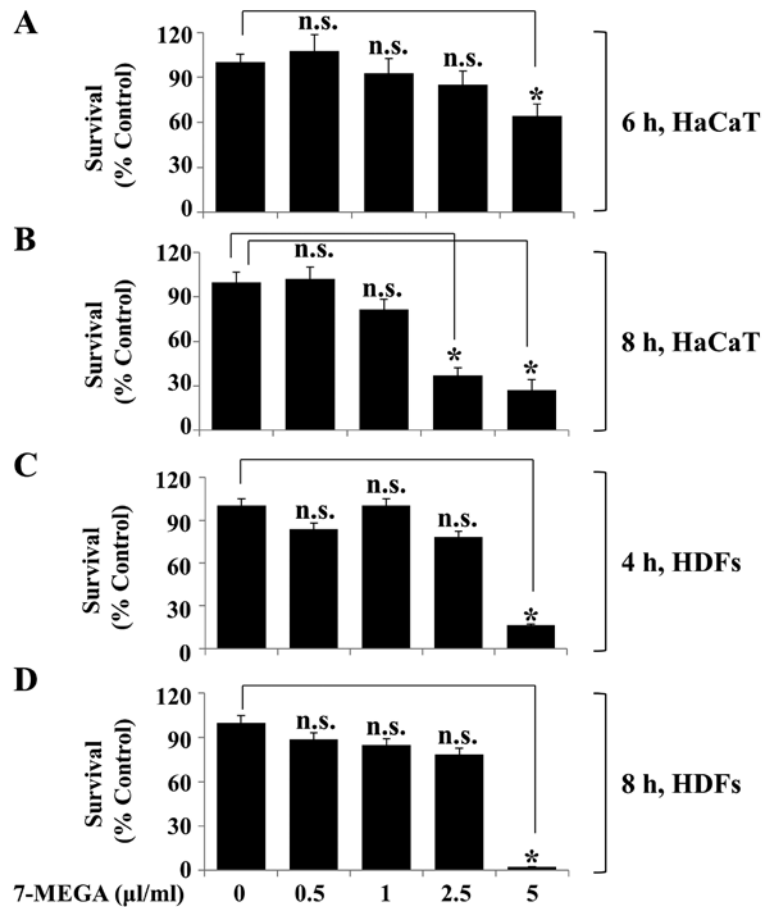 A
Survival
(% Control)
120
90
60
30
0
n.s.
n.s.
n.s.
*
6 h, HaCaT
B
Survival
(% Control)
120
90
60
30
0
n.s.
n.s.
*
*
8 h, HaCaT
C
Survival
(% Control)
120
90
60
30
0
n.s.
n.s.
n.s.
*
4 h, HDFs
D
Survival
(% Control)
120
90
60
30
0
n.s.
n.s.
n.s.
*
8 h, HDFs
7-MEGA (µl/ml) 0 0.5 1 2.5 5